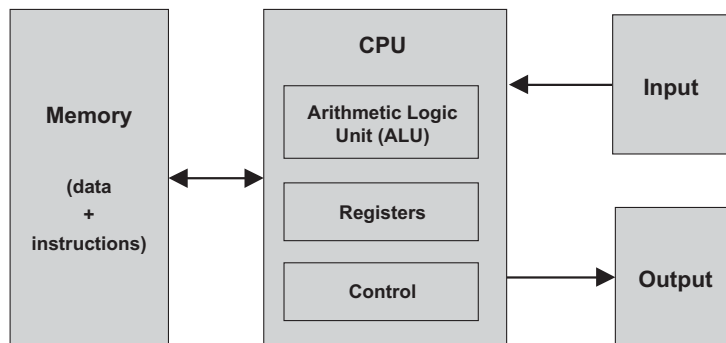 Memory
(data
+
instructions)
CPU
Arithmetic Logic
Unit (ALU)
Registers
Control
Input
Output